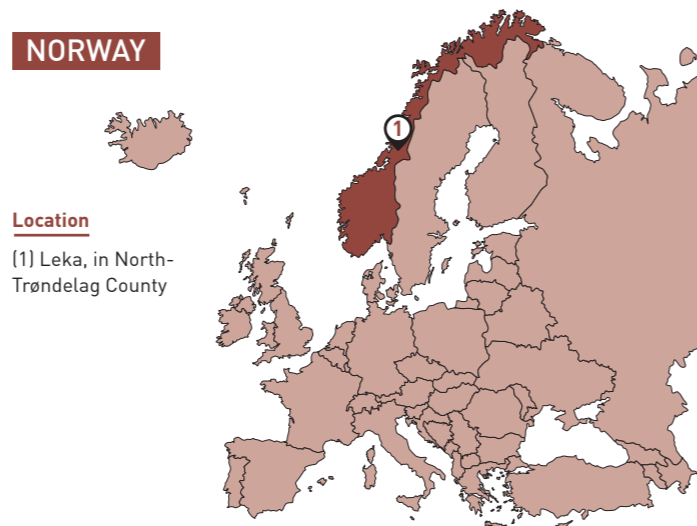 NORWAY
1
Location
(1) Leka, in North-
Trøndelag County